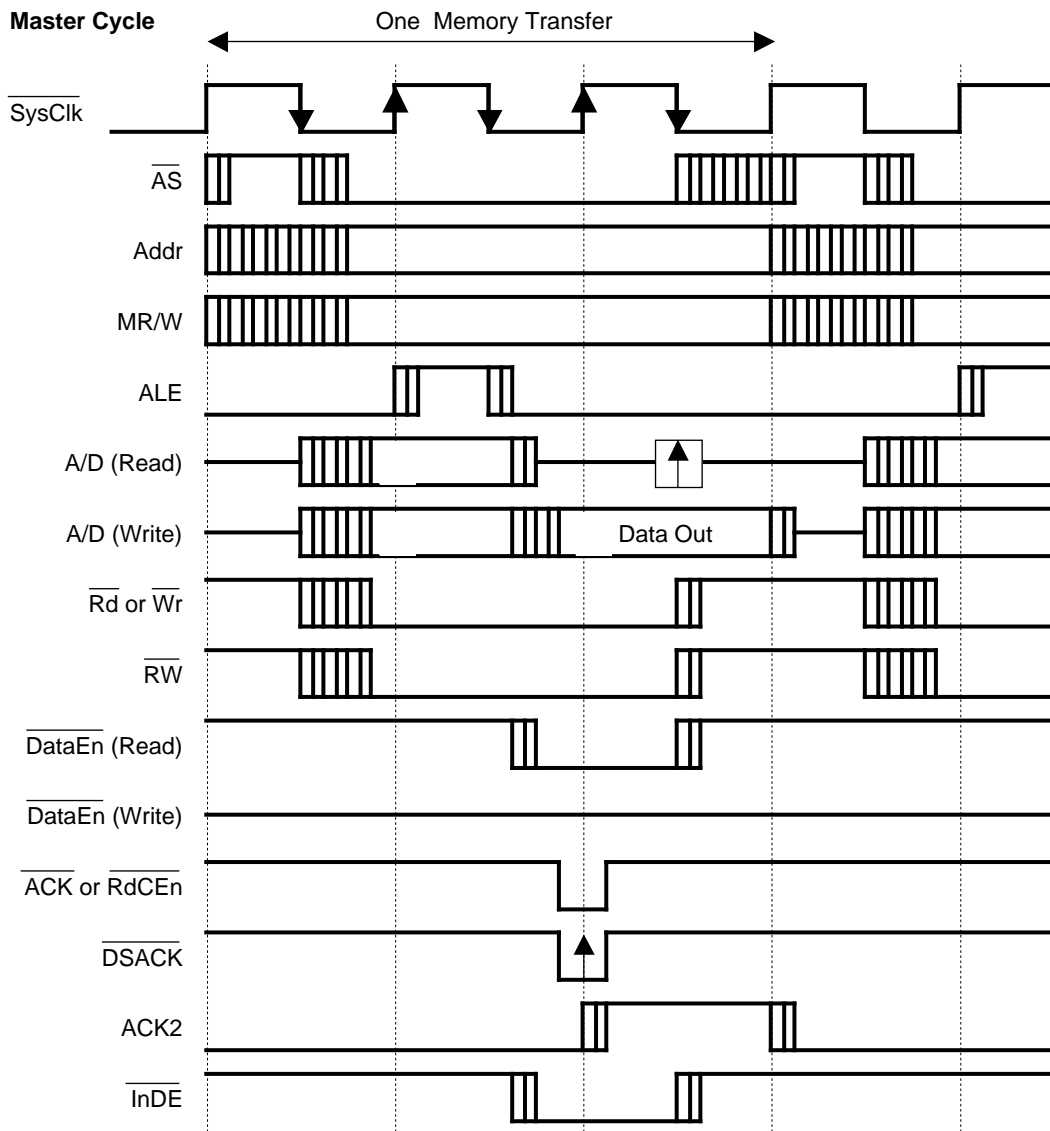 Master Cycle
One Memory Transfer
SysClk
AS
Addr
MR/W
ALE
A/D (Read)
A/D (Write)
Data Out
Rd or Wr
RW
DataEn (Read)
DataEn (Write)
ACK or RdCEn
DSACK
ACK2
InDE